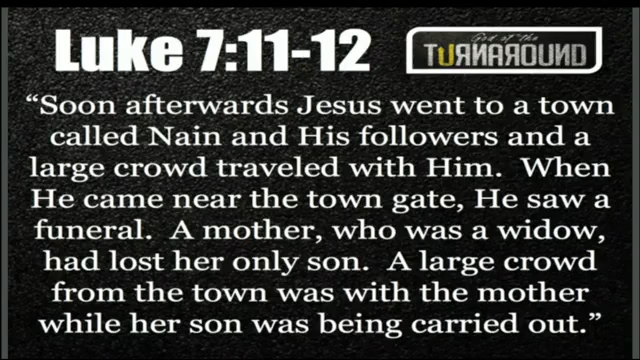 Luke 7:11-12
God of the
TURNAROUND
“Soon afterwards Jesus went to a town
called Nain and His followers and a
large crowd traveled with Him.  When
He came near the town gate, He saw a
funeral.  A mother, who was a widow,
had lost her only son.  A large crowd
from the town was with the mother
while her son was being carried out.”